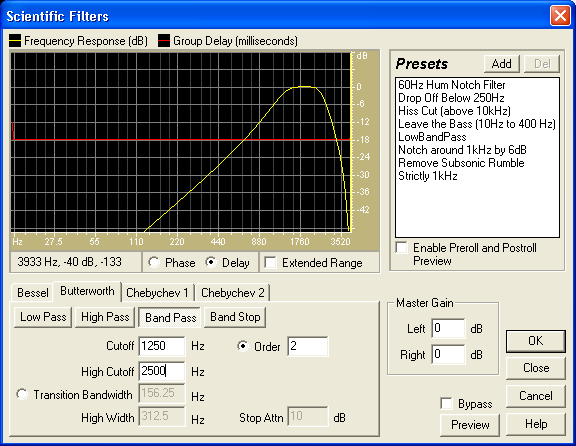 Scientific Filters
Frequency Response (dB) Group Delay (milliseconds)
dB
-0
-6
-12
-18
-24
-30
-36
-42
Hz 27.5 55 110 220 440 880 1760 3520
3933 Hz, -40 dB, -133 Phase Delay Extended Range
Presets Add Del
60Hz Hum Notch Filter
Drop Off Below 250Hz
Hiss Cut (above 10kHz)
Leave the Bass (10Hz to 400 Hz)
LowBandPass
Notch around 1kHz by 6dB
Remove Subsonic Rumble
Strictly 1kHz
Enable Preroll and Postroll
Preview
Bessel Butterworth Chebychev 1 Chebychev 2
Low Pass High Pass Band Pass Band Stop
Cutoff 1250 Hz Order 2
High Cutoff 2500 Hz
Transition Bandwidth 156.25 Hz
High Width 312.5 Hz Stop Attn 10 dB
Master Gain
Left 0 dB
Right 0 dB
Bypass
Preview
OK
Close
Cancel
Help